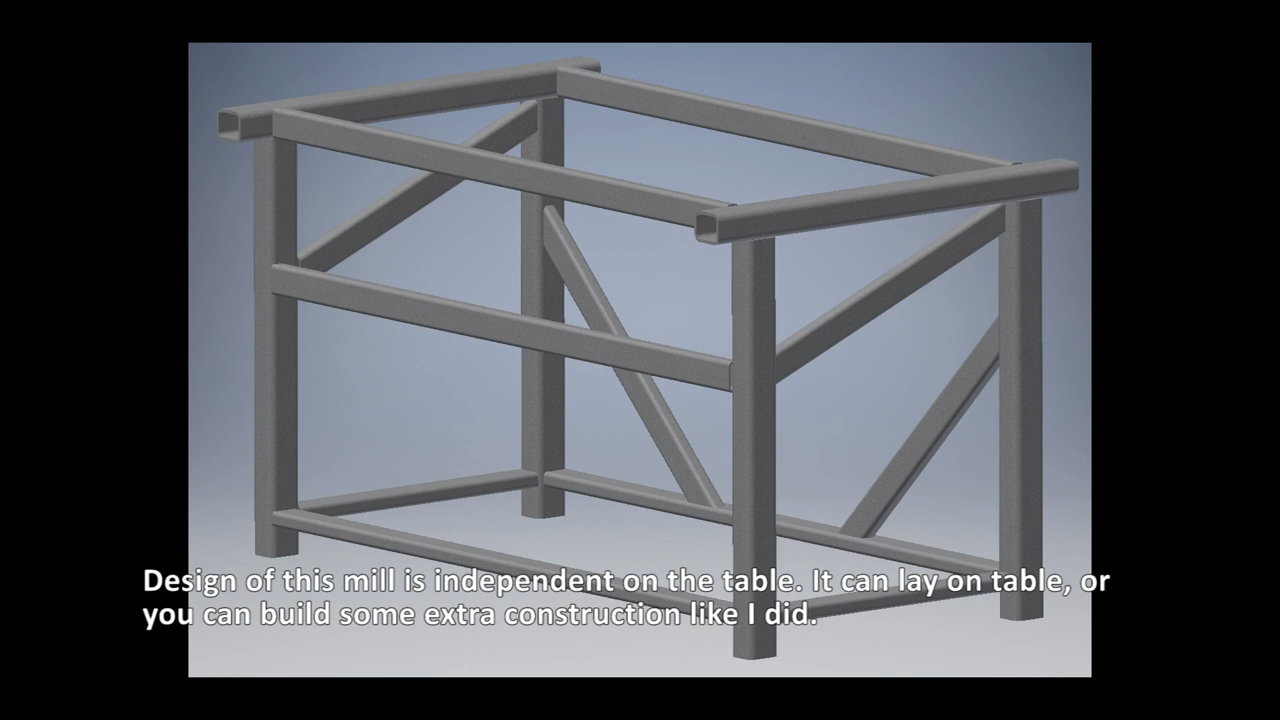 Design of this mill is independent on the table. It can lay on table, or
you can build some extra construction like I did.